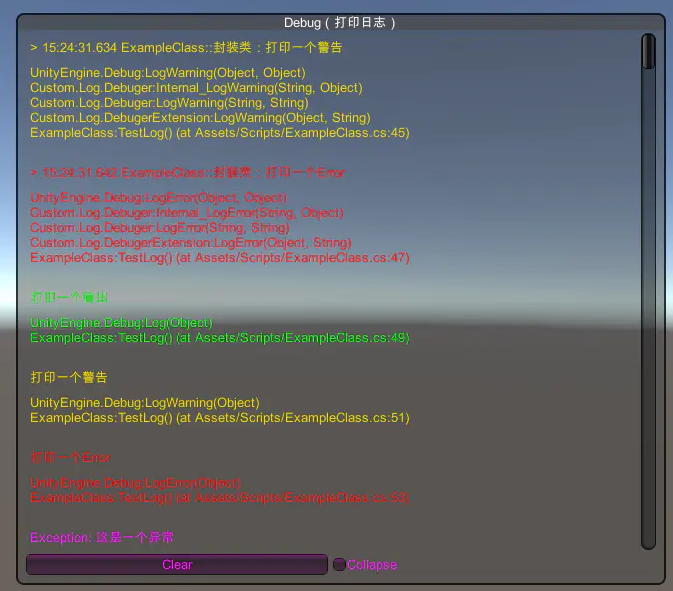 Debug ( 打印日志 )
> 15:24:31.634 ExampleClass::封装类：打印一个警告
UnityEngine.Debug:LogWarning(Object, Object)
Custom.Log.Debuger:Internal_LogWarning(String, Object)
Custom.Log.Debuger:LogWarning(String, String)
Custom.Log.DebugerExtension:LogWarning(Object, String)
ExampleClass:TestLog() (at Assets/Scripts/ExampleClass.cs:45)
> 15:24:31.642 ExampleClass::封装类：打印一个Error
UnityEngine.Debug:LogError(Object, Object)
Custom.Log.Debuger:Internal_LogError(String, Object)
Custom.Log.Debuger:LogError(String, String)
Custom.Log.DebugerExtension:LogError(Object, String)
ExampleClass:TestLog() (at Assets/Scripts/ExampleClass.cs:47)
打印一个输出
UnityEngine.Debug:Log(Object)
ExampleClass:TestLog() (at Assets/Scripts/ExampleClass.cs:49)
打印一个警告
UnityEngine.Debug:LogWarning(Object)
ExampleClass:TestLog() (at Assets/Scripts/ExampleClass.cs:51)
打印一个Error
UnityEngine.Debug:LogError(Object)
ExampleClass:TestLog() (at Assets/Scripts/ExampleClass.cs:53)
Exception: 这是一个异常
Clear
Collapse